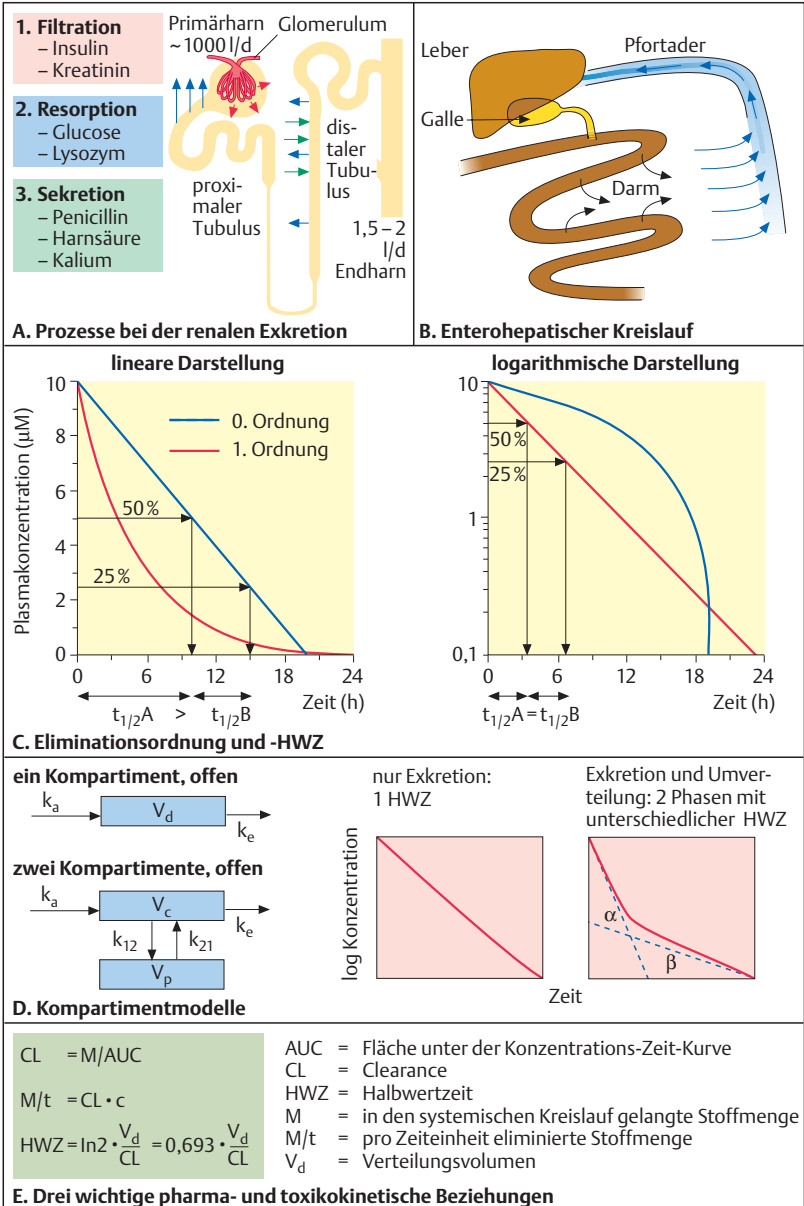 1. Filtration
– Insulin
– Kreatinin
2. Resorption
– Glucose
– Lysozym
3. Sekretion
– Penicillin
– Harnsäure
– Kalium
Primärharn
~1000 l/d
Glomerulum
proxi-
maler
Tubulus
dis-
taler
Tubu-
lus
1,5 – 2
l/d
Endharn
A. Prozesse bei der renalen Exkretion
Leber
Pfortader
Galle
Darm
B. Enterohepatischer Kreislauf
lineare Darstellung
Plasmakonzentration (µM)
10
8
6
4
2
0
0. Ordnung
1. Ordnung
50 %
25 %
0 6 12 18 24
Zeit (h)
t1/2A > t1/2B
logarithmische Darstellung
10
1
0,1
50 %
25 %
0 6 12 18 24
Zeit (h)
t1/2A = t1/2B
C. Eliminationsordnung und -HWZ
ein Kompartiment, offen
ka
Vd
ke
zwei Kompartimente, offen
ka
Vc
ke
k12
k21
Vp
nur Exkretion:
1 HWZ
Exkretion und Umver-
teilung: 2 Phasen mit
unterschiedlicher HWZ
log Konzentration
α
β
Zeit
D. Kompartimentmodelle
CL = M/AUC
M/t = CL • c
HWZ = ln2 • Vd/CL = 0,693 • Vd/CL
AUC = Fläche unter der Konzentrations-Zeit-Kurve
CL = Clearance
HWZ = Halbwertzeit
M = in den systemischen Kreislauf gelangte Stoffmenge
M/t = pro Zeiteinheit eliminierte Stoffmenge
Vd = Verteilungsvolumen
E. Drei wichtige pharma- und toxikokinetische Beziehungen